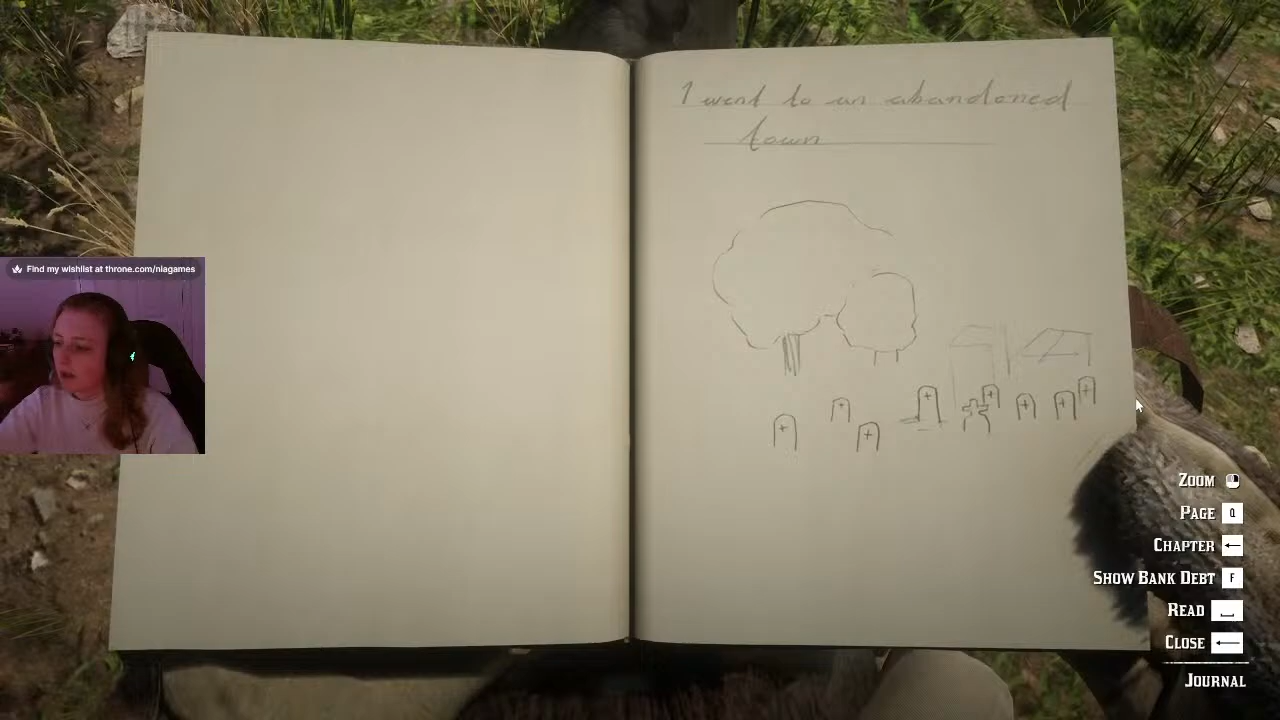 I went to an abandoned
town
Find my wishlist at throne.com/niagames
ZOOM
PAGE Q
CHAPTER ←
SHOW BANK DEBT F
READ
CLOSE ←
JOURNAL